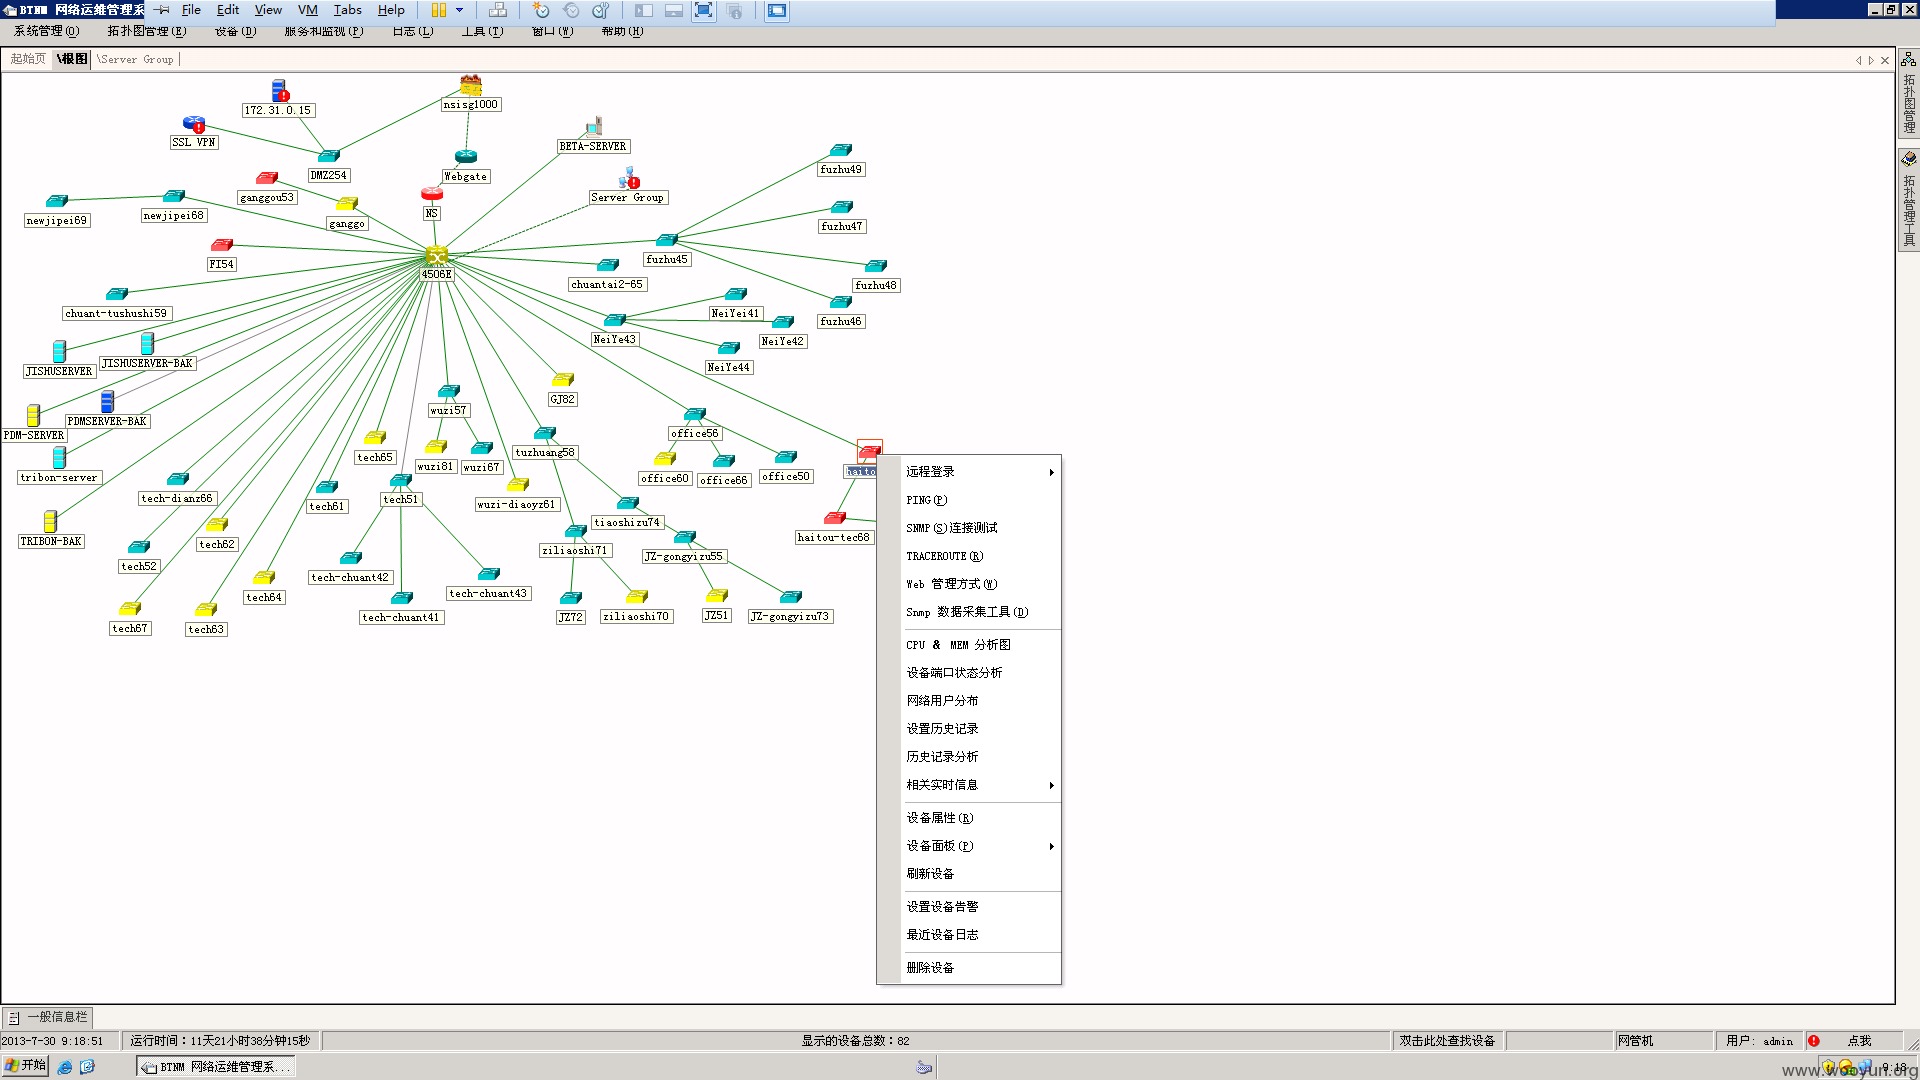 BTNM 网络运维管理系
File Edit View VM Tabs Help
系统管理(O) 拓扑图管理(E) 设备(D) 服务和监视(P) 日志(L) 工具(T) 窗口(W) 帮助(H)
起始页 \根图 \Server Group
拓扑图管理
拓扑管理工具
172.31.0.15
nsisg1000
SSL VPN
BETA-SERVER
DMZ254
Webgate
fuzhu49
ganggou53
Server Group
newjipei69
newjipei68
ganggo
NS
fuzhu47
FI54
4506E
fuzhu45
chuantai2-65
fuzhu48
chuant-tushushi59
NeiYei41
fuzhu46
NeiYe43
NeiYe42
JISHUSERVER
JISHUSERVER-BAK
NeiYe44
GJ82
wuzi57
PDMSERVER-BAK
PDM-SERVER
office56
tech65
wuzi81
wuzi67
tuzhuang58
haito
tribon-server
office60
office66
office50
tech-dianz66
tech61
tech51
wuzi-diaoyz61
TRIBON-BAK
tech62
tiaoshizu74
haitou-tec68
ziliaoshi71
JZ-gongyizu55
tech52
tech-chuant42
tech-chuant43
tech64
tech-chuant41
JZ72
ziliaoshi70
JZ51
JZ-gongyizu73
tech67
tech63
远程登录
PING(P)
SNMP(S)连接测试
TRACEROUTE(R)
Web 管理方式(W)
Snmp 数据采集工具(D)
CPU & MEM 分析图
设备端口状态分析
网络用户分布
设置历史记录
历史记录分析
相关实时信息
设备属性(R)
设备面板(P)
刷新设备
设置设备告警
最近设备日志
删除设备
一般信息栏
2013-7-30 9:18:51 运行时间：11天21小时38分钟15秒 显示的设备总数：82 双击此处查找设备 网管机 用户: admin 点我
开始 BTNM 网络运维管理系... 9:18
www.wooyun.org